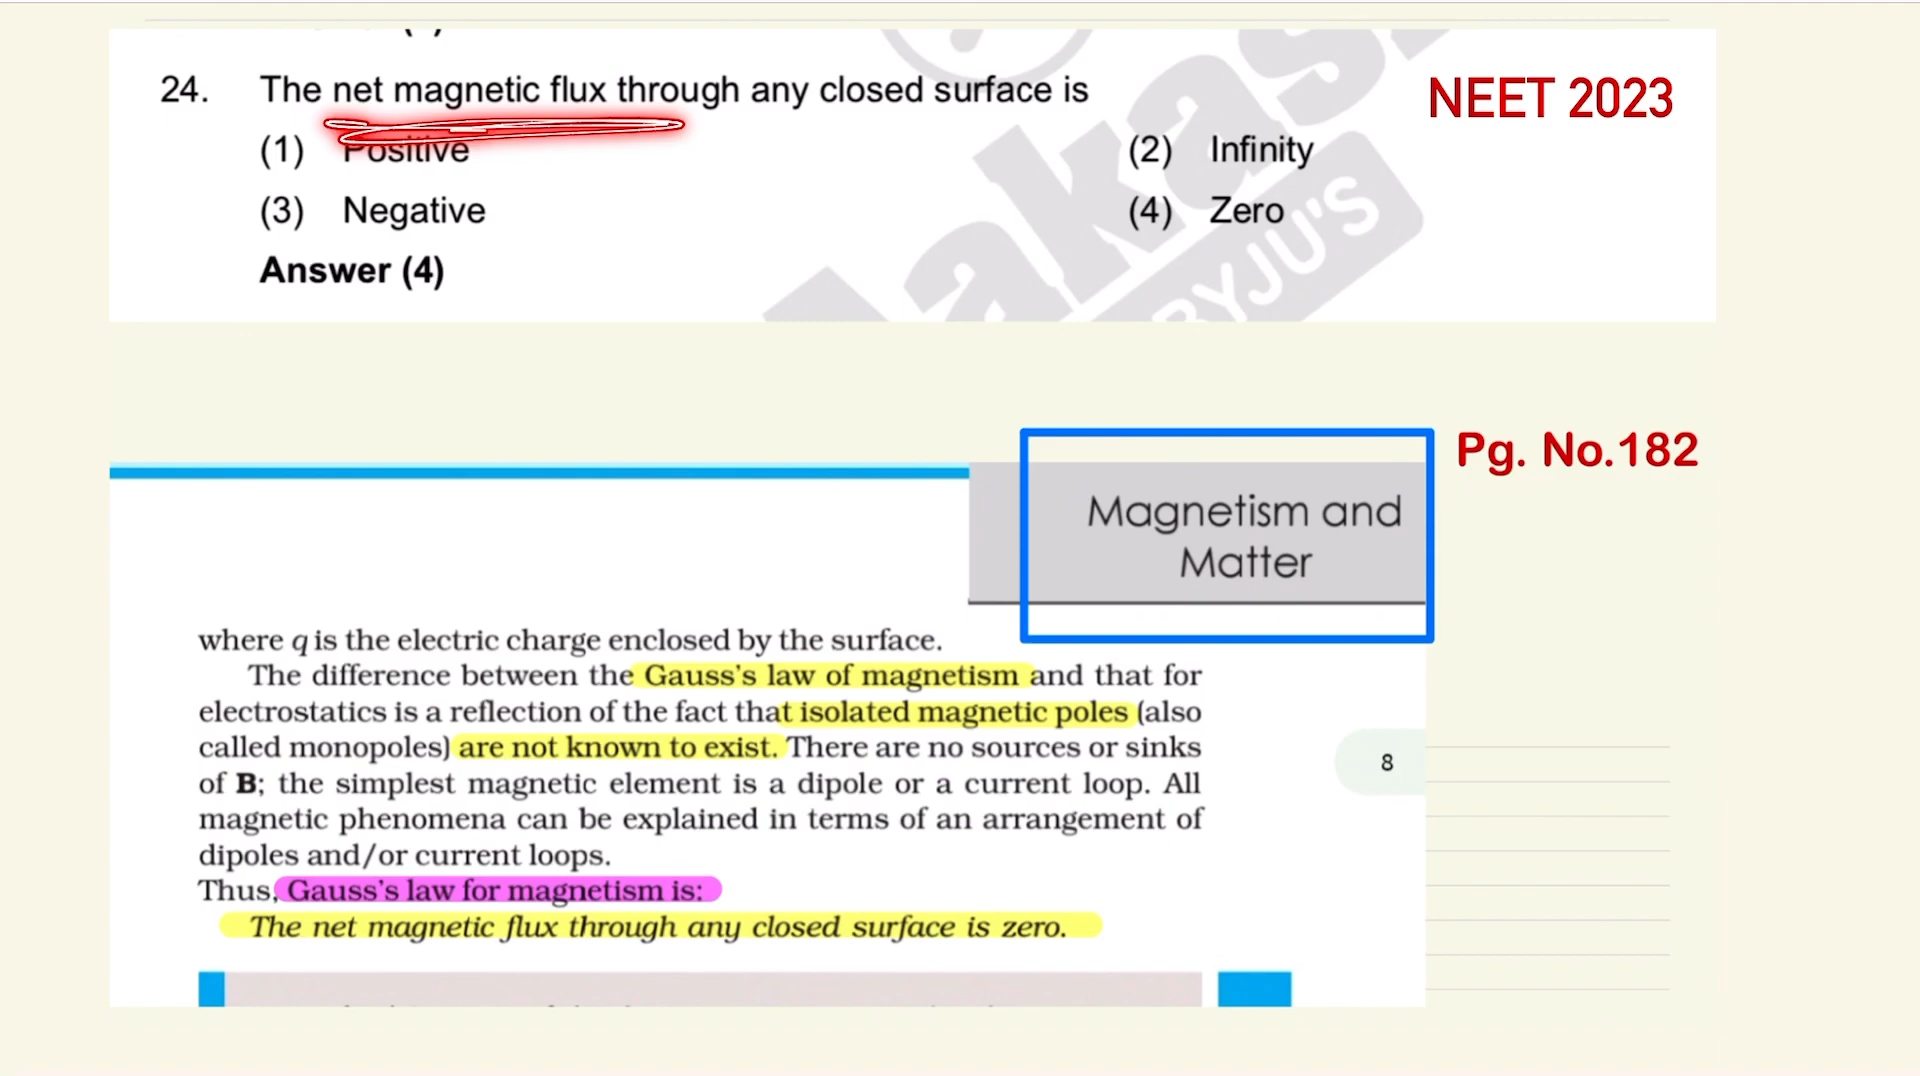 24. The net magnetic flux through any closed surface is
NEET 2023
(1) Positive
(2) Infinity
(3) Negative
(4) Zero
Answer (4)
BYJU'S
Pg. No.182
Magnetism and
Matter
where q is the electric charge enclosed by the surface.
The difference between the Gauss's law of magnetism and that for
electrostatics is a reflection of the fact that isolated magnetic poles (also
called monopoles) are not known to exist. There are no sources or sinks
of B; the simplest magnetic element is a dipole or a current loop. All
magnetic phenomena can be explained in terms of an arrangement of
dipoles and/or current loops.
Thus, Gauss's law for magnetism is:
The net magnetic flux through any closed surface is zero.
8